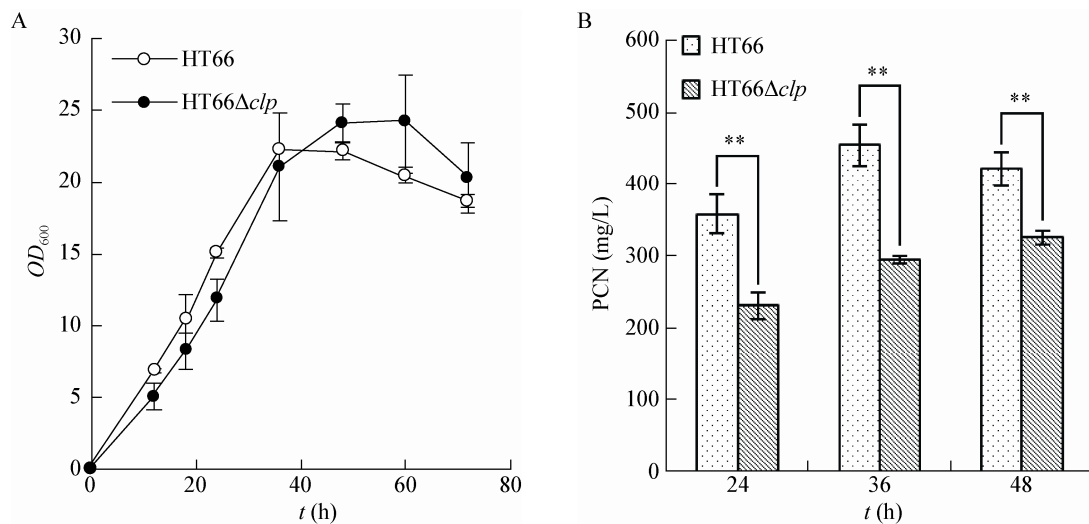 A
30
25
20
15
10
5
0
OD₆₀₀
HT66
HT66Δclp
0 20 40 60 80
t (h)
B
600
500
400
300
200
100
0
PCN (mg/L)
HT66
HT66Δclp
**
**
**
24 36 48
t (h)